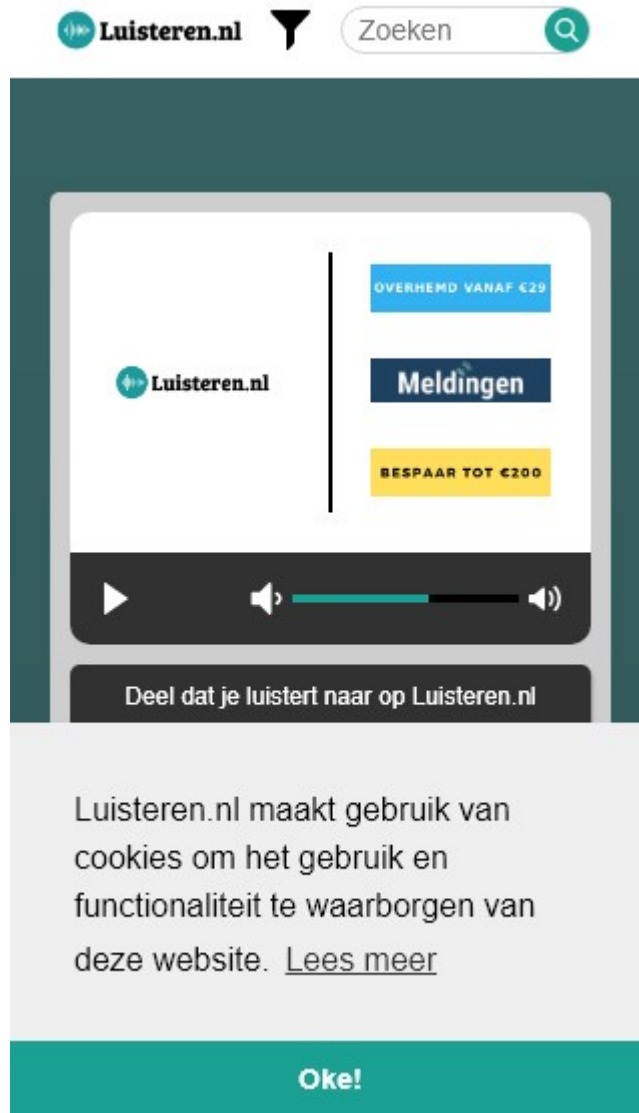 Luisteren.nl
Zoeken
Luisteren.nl
OVERHEMD VANAF €29
Meldingen
BESPAAR TOT €200
Deel dat je luistert naar op Luisteren.nl
Luisteren.nl maakt gebruik van
cookies om het gebruik en
functionaliteit te waarborgen van
deze website. Lees meer
Oke!